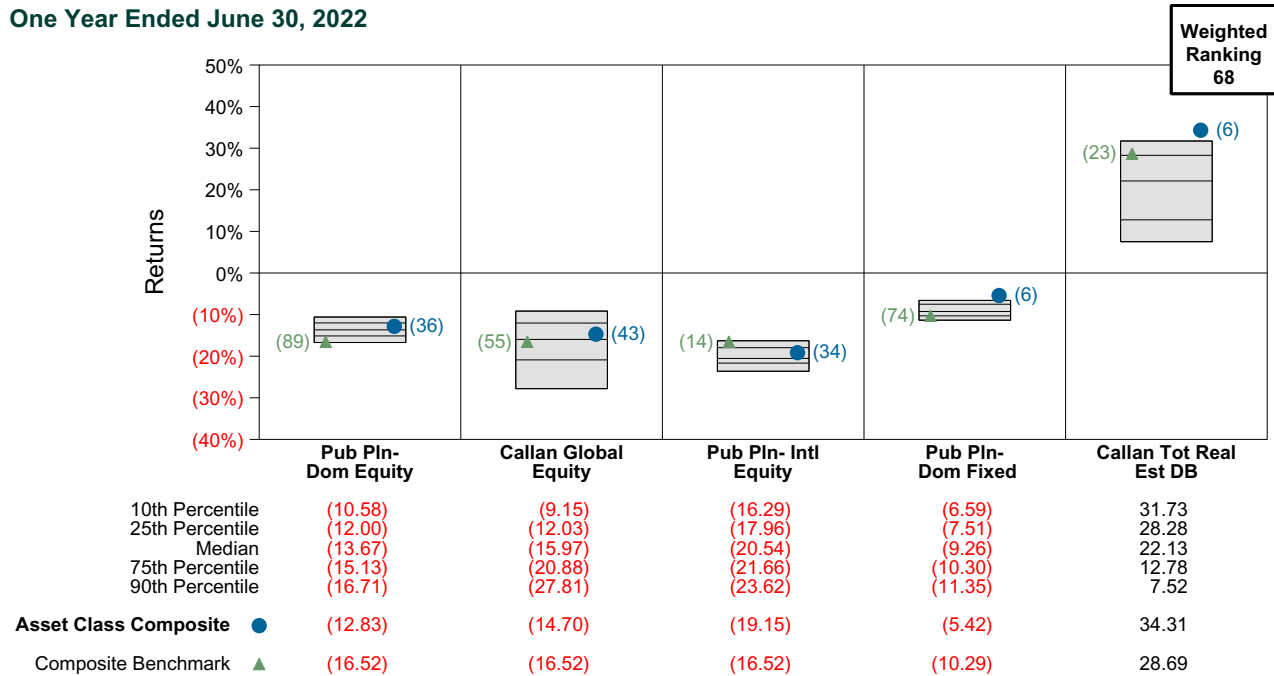 One Year Ended June 30, 2022
Weighted
Ranking
68
Returns
50%
40%
30%
20%
10%
0%
(10%)
(20%)
(30%)
(40%)
(89)
(36)
(55)
(43)
(14)
(34)
(74)
(6)
(23)
(6)
Pub Pln-
Dom Equity
Callan Global
Equity
Pub Pln- Intl
Equity
Pub Pln-
Dom Fixed
Callan Tot Real
Est DB
10th Percentile (10.58) (9.15) (16.29) (6.59) 31.73
25th Percentile (12.00) (12.03) (17.96) (7.51) 28.28
Median (13.67) (15.97) (20.54) (9.26) 22.13
75th Percentile (15.13) (20.88) (21.66) (10.30) 12.78
90th Percentile (16.71) (27.81) (23.62) (11.35) 7.52
Asset Class Composite (12.83) (14.70) (19.15) (5.42) 34.31
Composite Benchmark (16.52) (16.52) (16.52) (10.29) 28.69